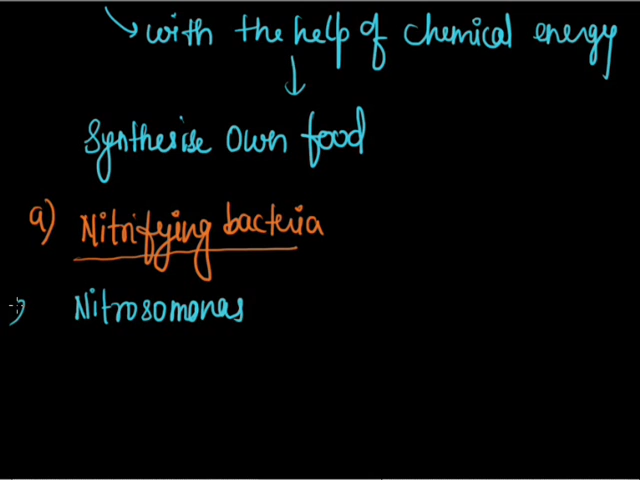 with the help of chemical energy
Synthesise own food
a) Nitrifying bacteria
Nitrosomonas